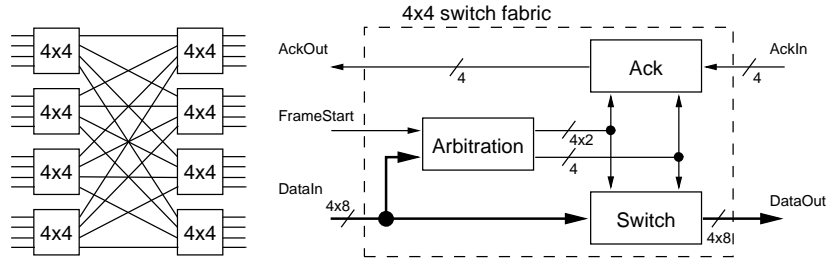 4x4 switch fabric
4x4 4x4
4x4 4x4
4x4 4x4
4x4 4x4
AckOut
4
Ack
AckIn
4
FrameStart
Arbitration
4x2
4
DataIn
4x8
Switch
DataOut
4x8